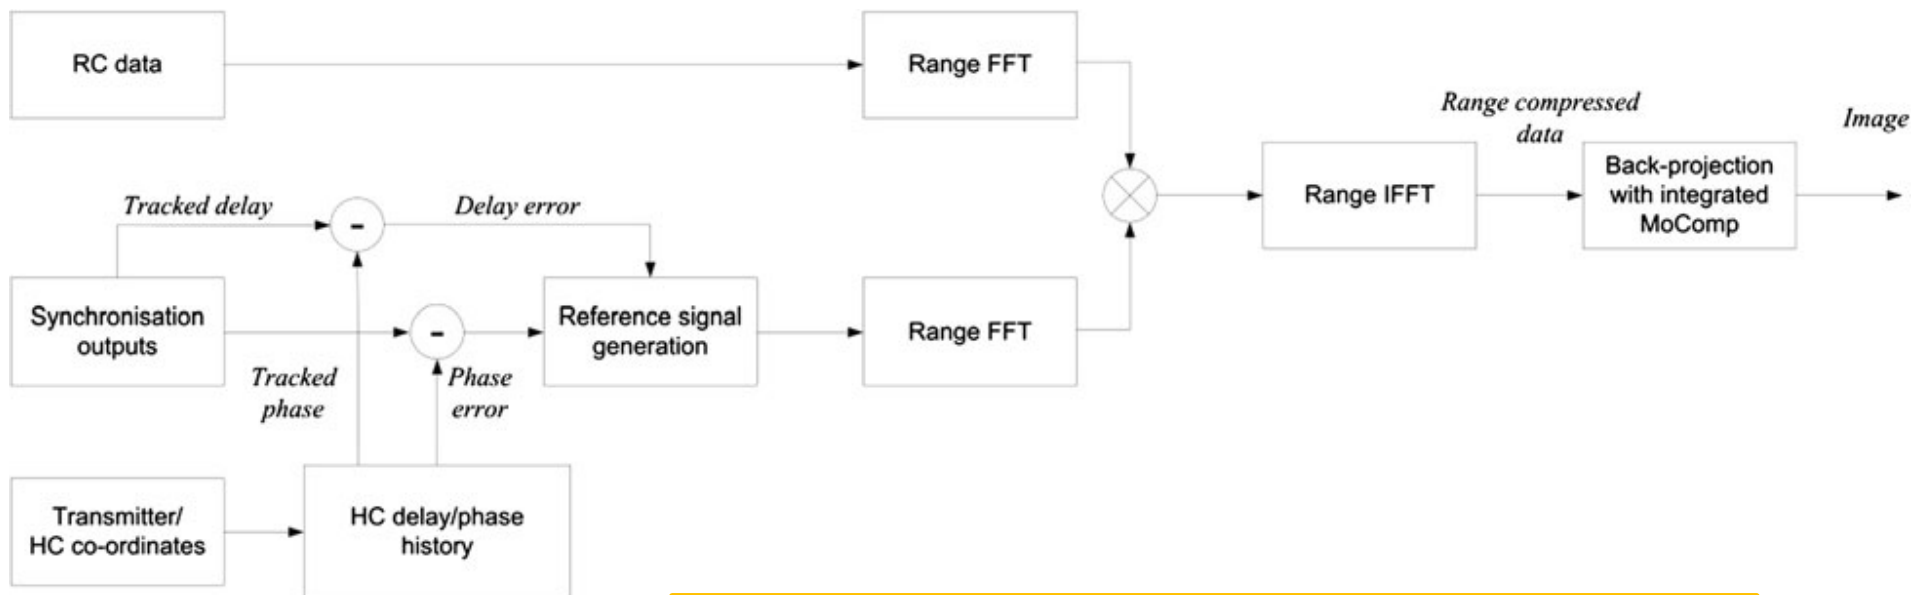 RC data
Range FFT
Range compressed
data
Image
Back-projection
with integrated
MoComp
Range IFFT
Tracked delay
-
Delay error
Synchronisation
outputs
-
Reference signal
generation
Range FFT
Tracked
phase
Phase
error
Transmitter/
HC co-ordinates
HC delay/phase
history